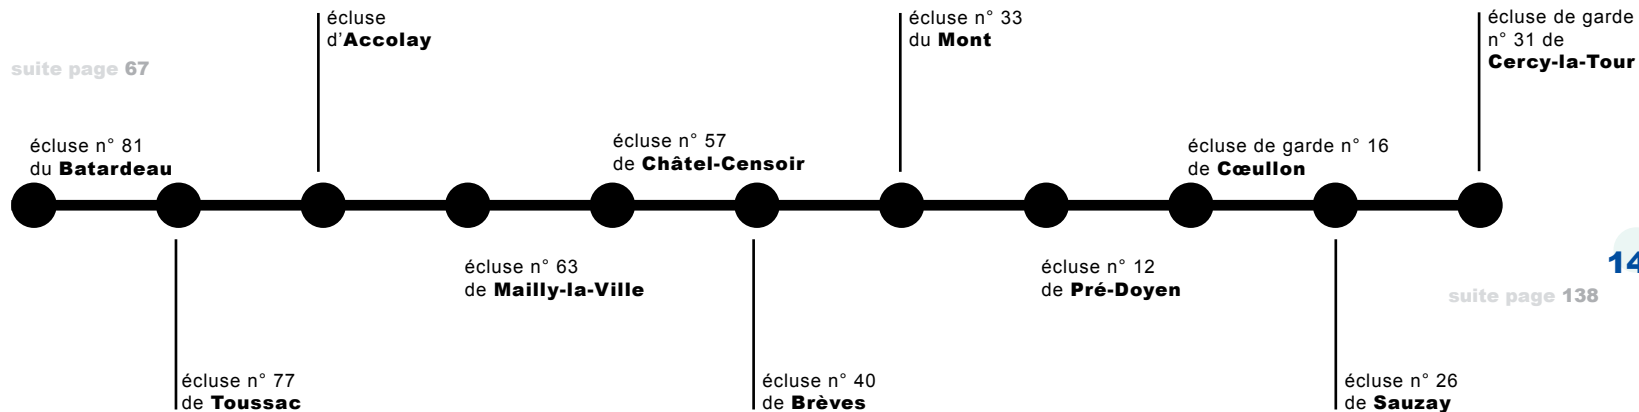 écluse
d'Accolay
écluse n° 33
du Mont
écluse de garde
n° 31 de
Cercy-la-Tour
suite page 67
écluse n° 81
du Batardeau
écluse n° 57
de Châtel-Censoir
écluse de garde n° 16
de Cœullon
écluse n° 63
de Mailly-la-Ville
écluse n° 12
de Pré-Doyen
14
suite page 138
écluse n° 77
de Toussac
écluse n° 40
de Brèves
écluse n° 26
de Sauzay